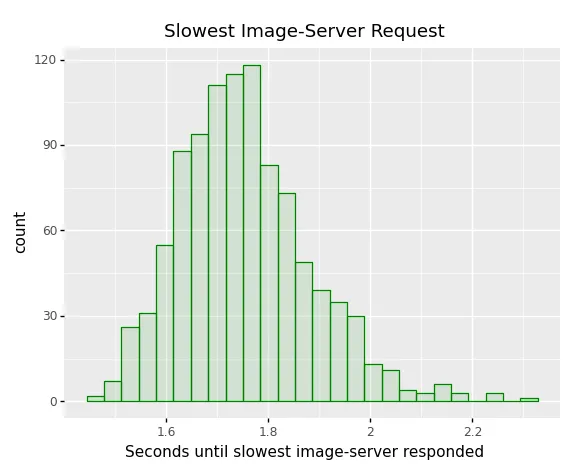 Slowest Image-Server Request
120
90
60
30
0
count
1.6 1.8 2 2.2
Seconds until slowest image-server responded